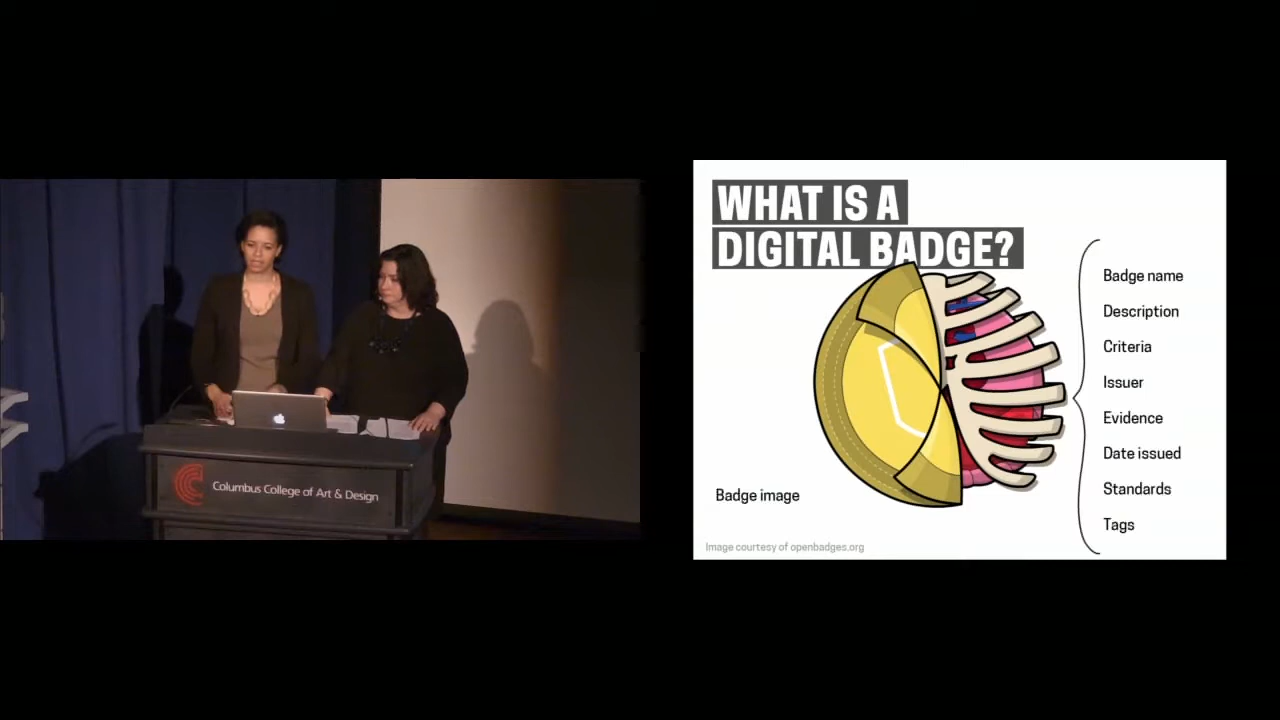 Columbus College of Art & Design
WHAT IS A
DIGITAL BADGE?
Badge name
Description
Criteria
Issuer
Evidence
Date issued
Standards
Tags
Badge image
Image courtesy of openbadges.org